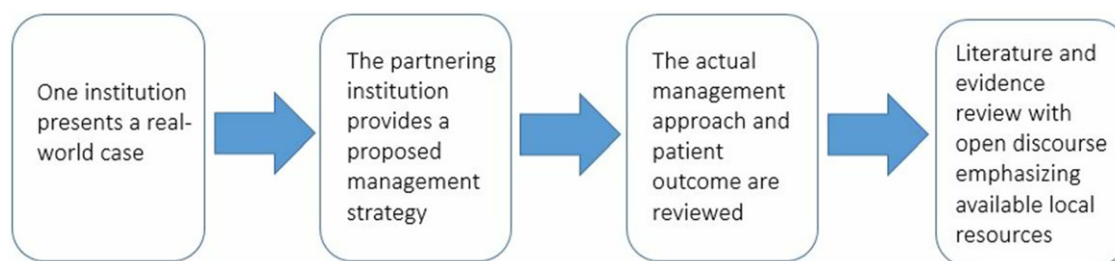 One institution
presents a real-
world case
The partnering
institution
provides a
proposed
management
strategy
The actual
management
approach and
patient
outcome are
reviewed
Literature and
evidence
review with
open discourse
emphasizing
available local
resources